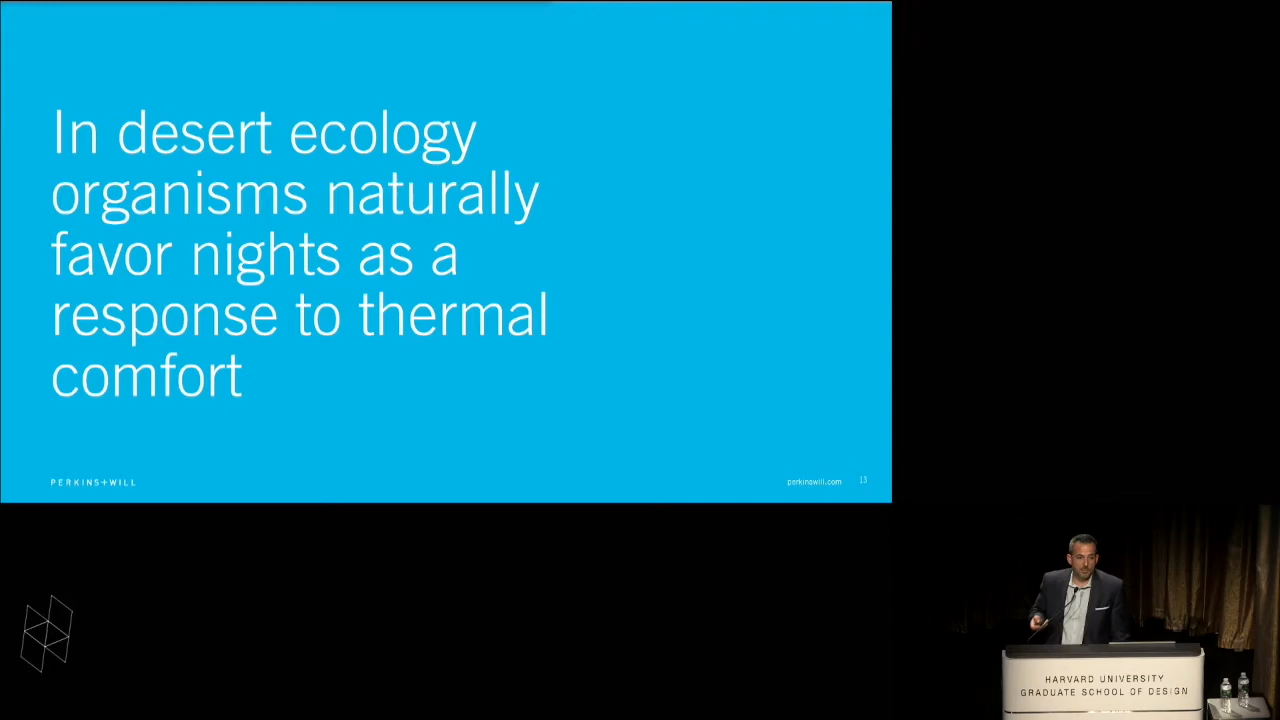 In desert ecology
organisms naturally
favor nights as a
response to thermal
comfort
PERKINS+WILL
perkinswill.com
13
HARVARD UNIVERSITY
GRADUATE SCHOOL OF DESIGN